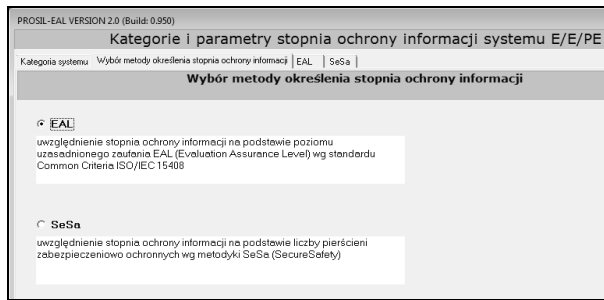 PROSIL-EAL VERSION 2.0 (Build: 0.950)
Kategorie i parametry stopnia ochrony informacji systemu E/E/PE
Kategoria systemu Wybór metody określenia stopnia ochrony informacji EAL SeSa
Wybór metody określenia stopnia ochrony informacji
EAL
uwzględnienie stopnia ochrony informacji na podstawie poziomu
uzasadnionego zaufania EAL (Evaluation Assurance Level) wg standardu
Common Criteria ISO/IEC 15408
SeSa
uwzględnienie stopnia ochrony informacji na podstawie liczby pierścieni
zabezpieczeniowo ochronnych wg metodyki SeSa (SecureSafety)